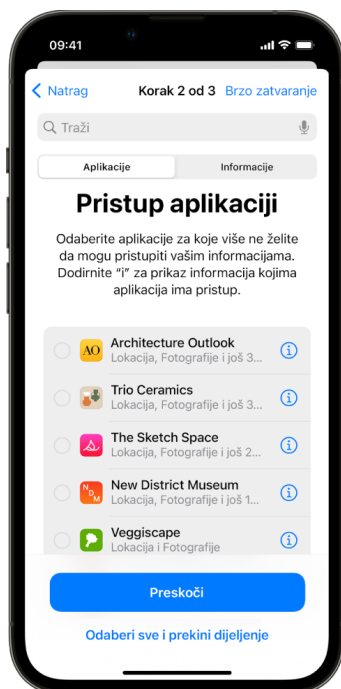 09:41
Natrag Korak 2 od 3 Brzo zatvaranje
Traži
Aplikacije Informacije
Pristup aplikaciji
Odaberite aplikacije za koje više ne želite
da mogu pristupiti vašim informacijama.
Dodirnite “i” za prikaz informacija kojima
aplikacija ima pristup.
AO Architecture Outlook
Lokacija, Fotografije i još 3...
Trio Ceramics
Lokacija, Fotografije i još 3...
The Sketch Space
Lokacija, Fotografije i još 2...
NDM New District Museum
Lokacija, Fotografije i još 1...
Veggiscape
Lokacija i Fotografije
Preskoči
Odaberi sve i prekini dijeljenje